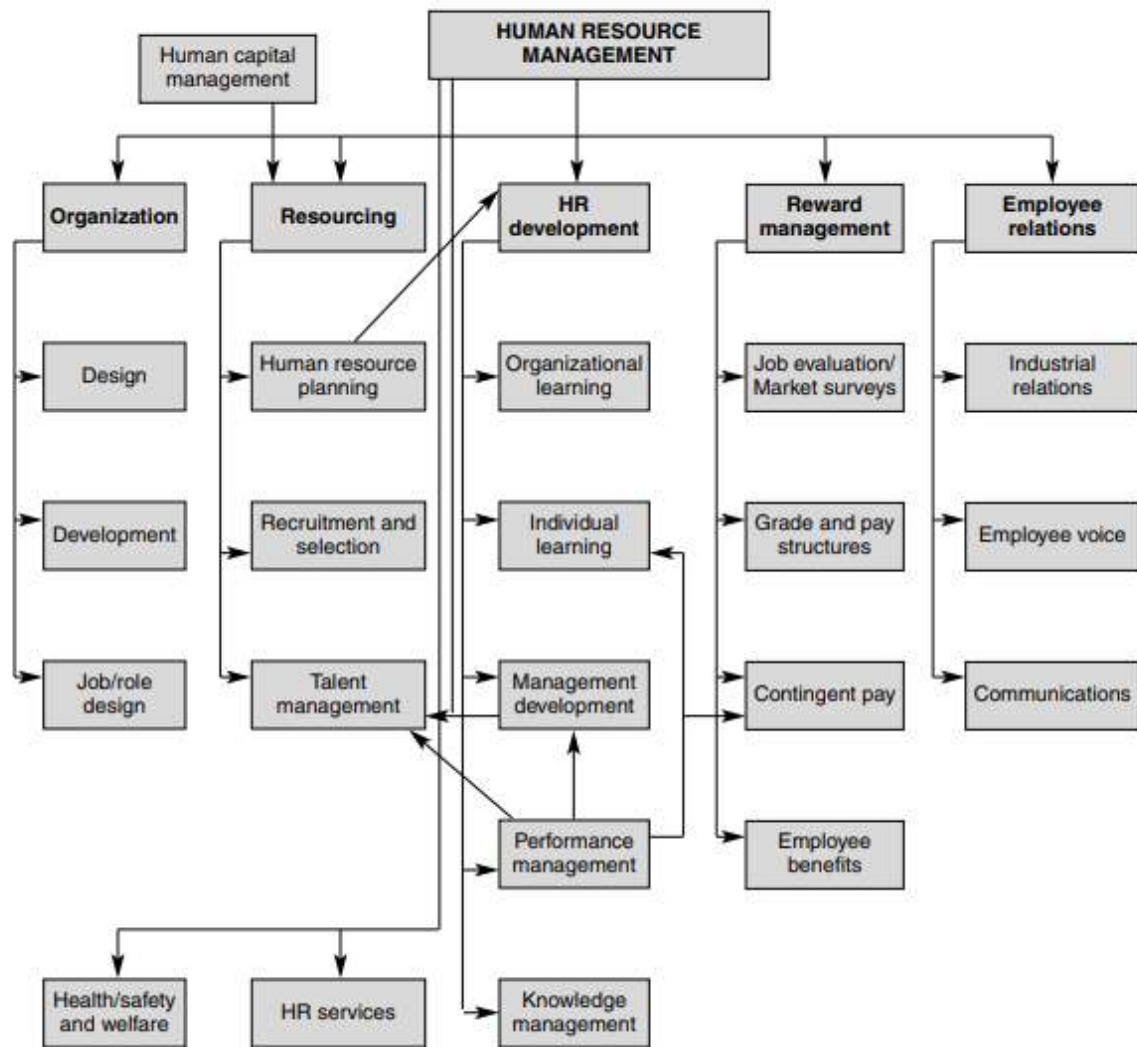 HUMAN RESOURCE
MANAGEMENT
Human capital
management
Organization
Resourcing
HR
development
Reward
management
Employee
relations
Design
Human resource
planning
Organizational
learning
Job evaluation/
Market surveys
Industrial
relations
Development
Recruitment and
selection
Individual
learning
Grade and pay
structures
Employee voice
Job/role
design
Talent
management
Management
development
Contingent pay
Communications
Performance
management
Employee
benefits
Health/safety
and welfare
HR services
Knowledge
management